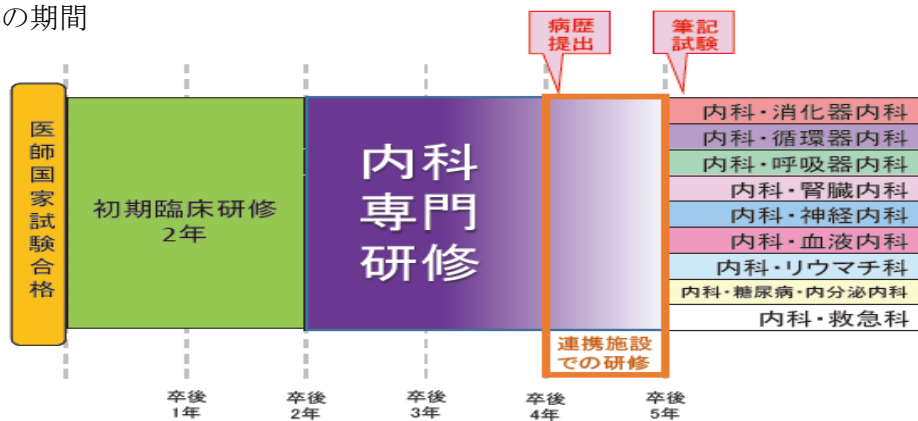 の期間
病歴
提出
筆記
試験
医師国家試験合格
初期臨床研修
2年
内科
専門
研修
内科・消化器内科
内科・循環器内科
内科・呼吸器内科
内科・腎臓内科
内科・神経内科
内科・血液内科
内科・リウマチ科
内科・糖尿病・内分泌内科
内科・救急科
連携施設
での研修
卒後
1年
卒後
2年
卒後
3年
卒後
4年
卒後
5年